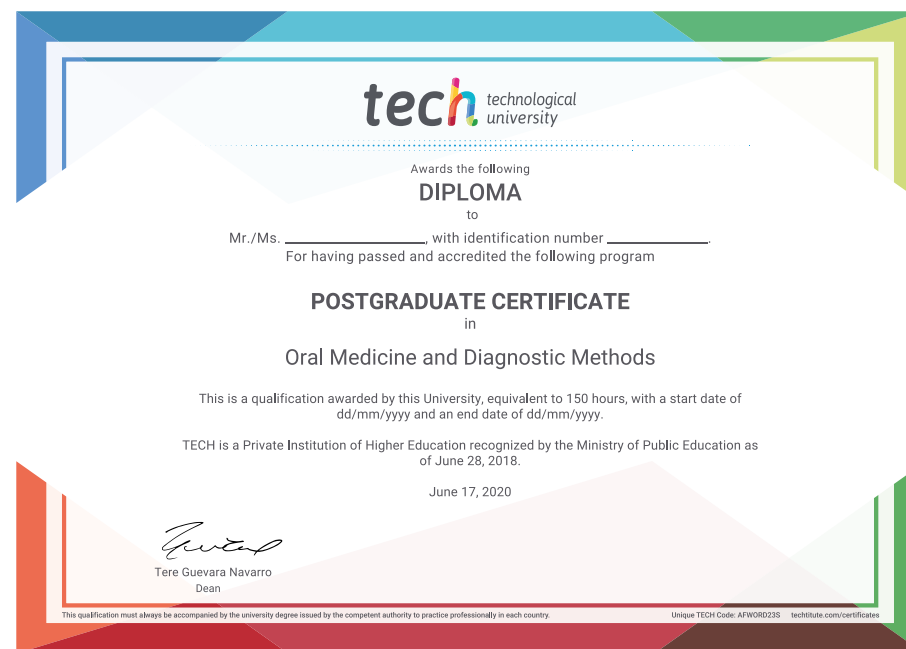 tech technological
university
Awards the following
DIPLOMA
to
Mr./Ms. ____________, with identification number ____________.
For having passed and accredited the following program
POSTGRADUATE CERTIFICATE
in
Oral Medicine and Diagnostic Methods
This is a qualification awarded by this University, equivalent to 150 hours, with a start date of
dd/mm/yyyy and an end date of dd/mm/yyyy.
TECH is a Private Institution of Higher Education recognized by the Ministry of Public Education as
of June 28, 2018.
June 17, 2020
Tere Guevara Navarro
Dean
This qualification must always be accompanied by the university degree issued by the competent authority to practice professionally in each country.
Unique TECH Code: AFWORD23S techtitute.com/certificates